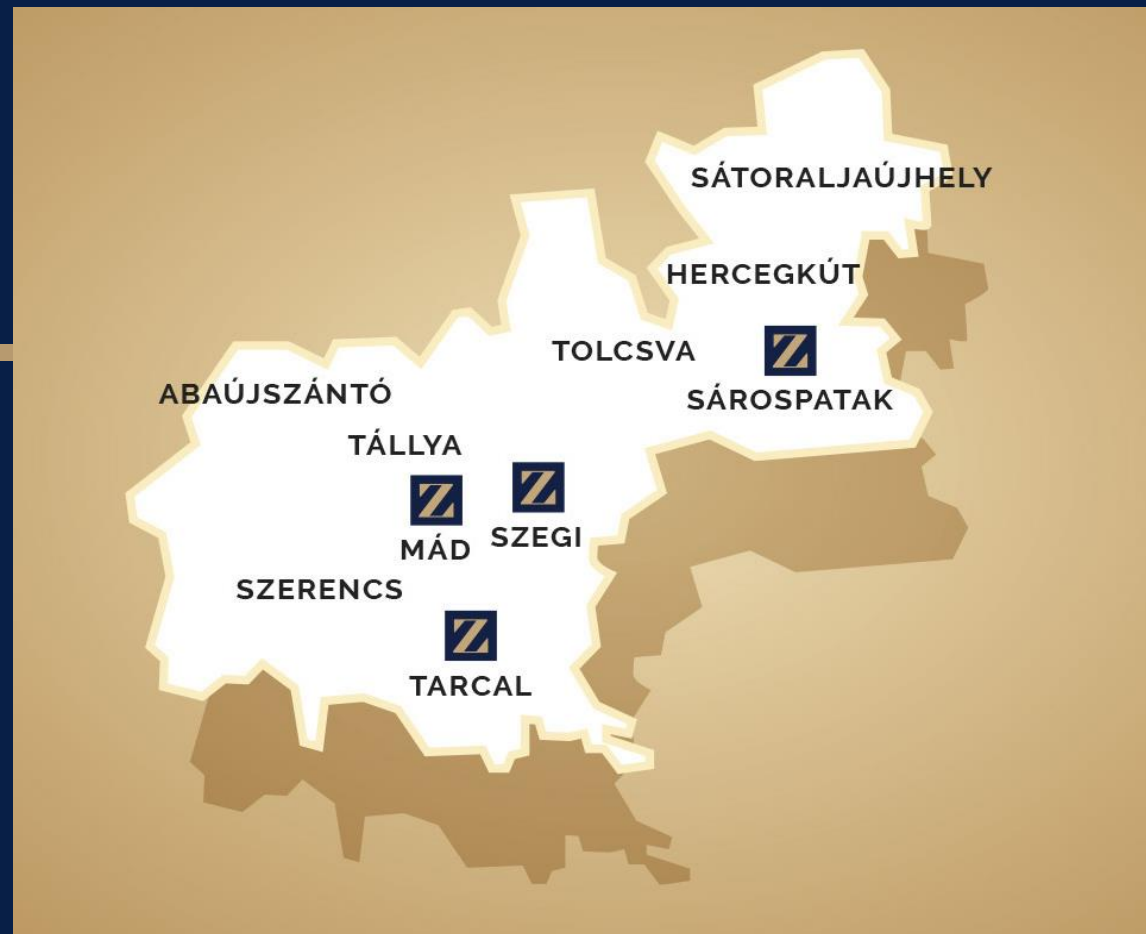 SÁTORALJAÚJHELY
HERCEGKÚT
Z
TOLCSVA
SÁROSPATAK
ABAÚJSZÁNTÓ
TÁLLYA
Z
Z
SZEGI
MÁD
SZERENCS
Z
TARCAL